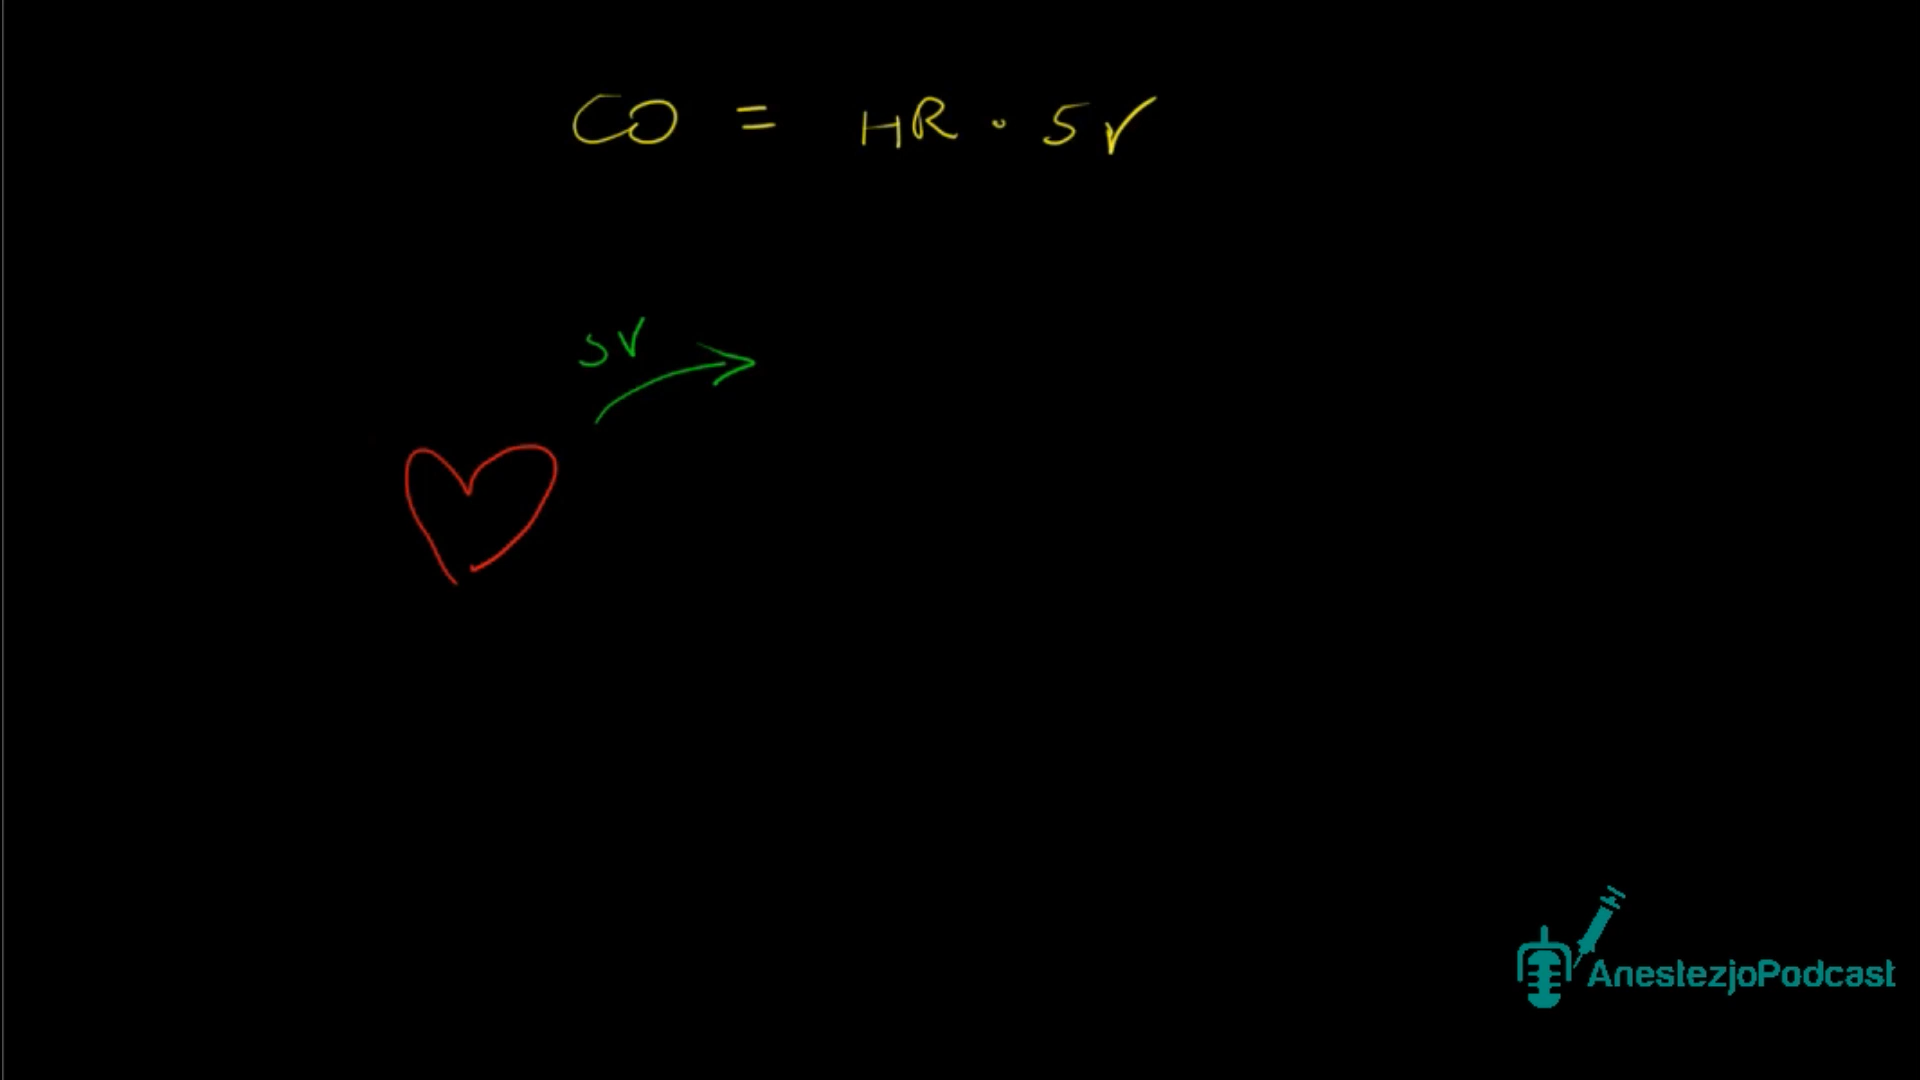 CO = HR · SV
SV
AnestezjoPodcast